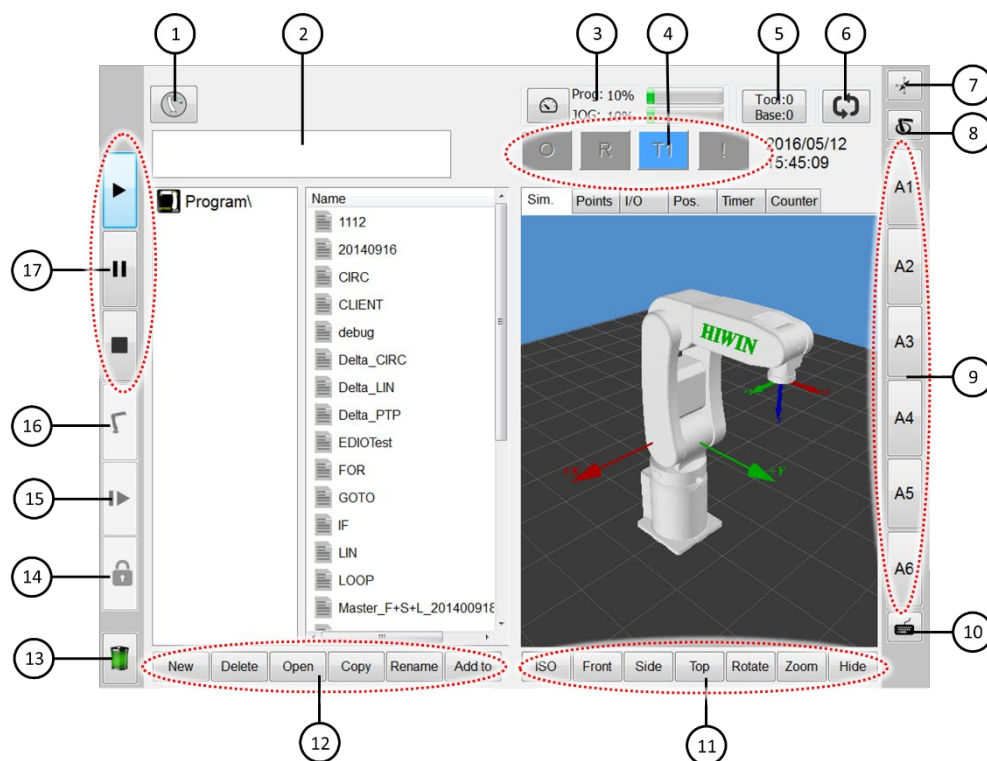 1
2
3
4
5
6
7
8
9
10
11
12
13
14
15
16
17
Prog: 10%
JOG: 10%
Tool:0
Base:0
O
R
T1
!
2016/05/12
15:45:09
Program\
Name
1112
20140916
CIRC
CLIENT
debug
Delta_CIRC
Delta_LIN
Delta_PTP
EDIOTest
FOR
GOTO
IF
LIN
LOOP
Master_F+S+L_201400918
Sim.
Points
I/O
Pos.
Timer
Counter
HIWIN
+X
+Y
A1
A2
A3
A4
A5
A6
New
Delete
Open
Copy
Rename
Add to
ISO
Front
Side
Top
Rotate
Zoom
Hide